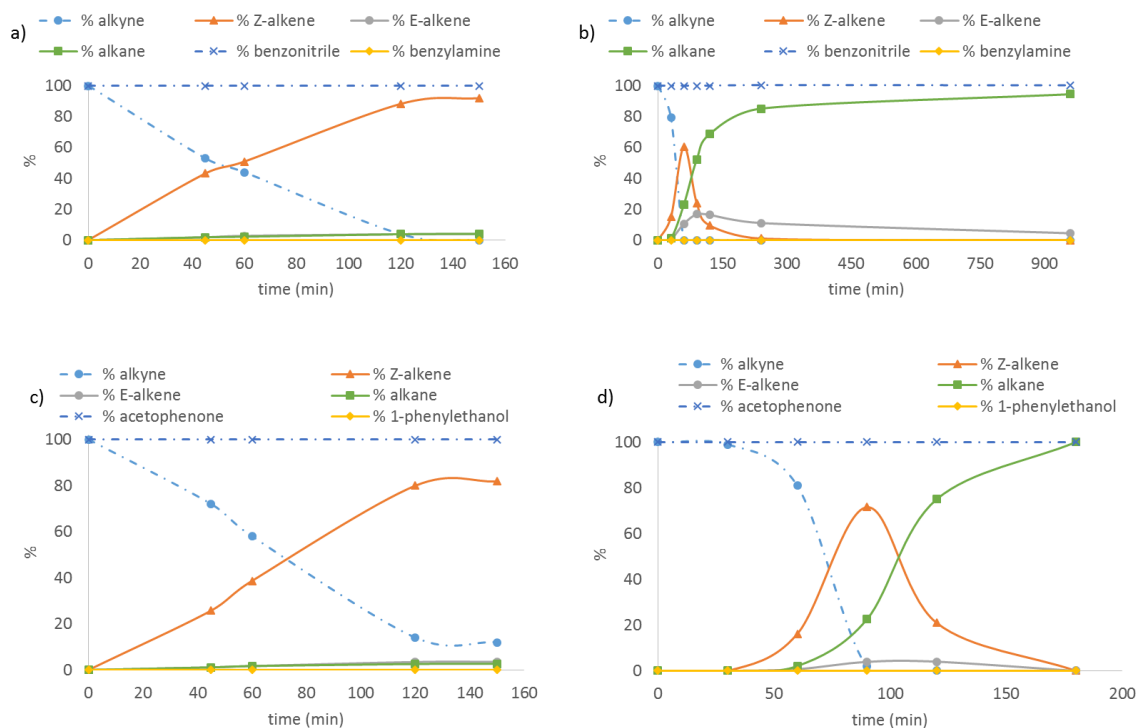 a)
% alkyne % Z-alkene % E-alkene
% alkane % benzonitrile % benzylamine
100
80
60
40
20
0
%
0 20 40 60 80 100 120 140 160
time (min)
b)
% alkyne % Z-alkene % E-alkene
% alkane % benzonitrile % benzylamine
100
80
60
40
20
0
%
0 150 300 450 600 750 900
time (min)
c)
% alkyne % Z-alkene
% E-alkene % alkane
% acetophenone % 1-phenylethanol
100
80
60
40
20
0
%
0 20 40 60 80 100 120 140 160
time (min)
d)
% alkyne % Z-alkene
% E-alkene % alkane
% acetophenone % 1-phenylethanol
100
80
60
40
20
0
%
0 50 100 150 200
time (min)